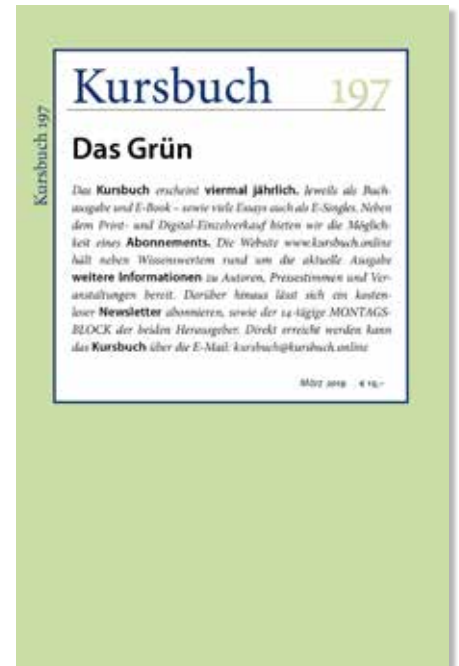 Kursbuch 197
Kursbuch 197
Das Grün
Das Kursbuch erscheint viermal jährlich. Jeweils als Buch-
ausgabe und E-Book – sowie viele Essays auch als E-Singles. Neben
dem Print- und Digital-Einzelverkauf bieten wir die Möglich-
keit eines Abonnements. Die Website www.kursbuch.online
hält neben Wissenswertem rund um die aktuelle Ausgabe
weitere Informationen zu Autoren, Pressestimmen und Ver-
anstaltungen bereit. Darüber hinaus lässt sich ein kosten-
loser Newsletter abonnieren, sowie der 14-tägige MONTAGS-
BLOCK der beiden Herausgeber. Direkt erreicht werden kann
das Kursbuch über die E-Mail: kursbuch@kursbuch.online
März 2019 € 19,–